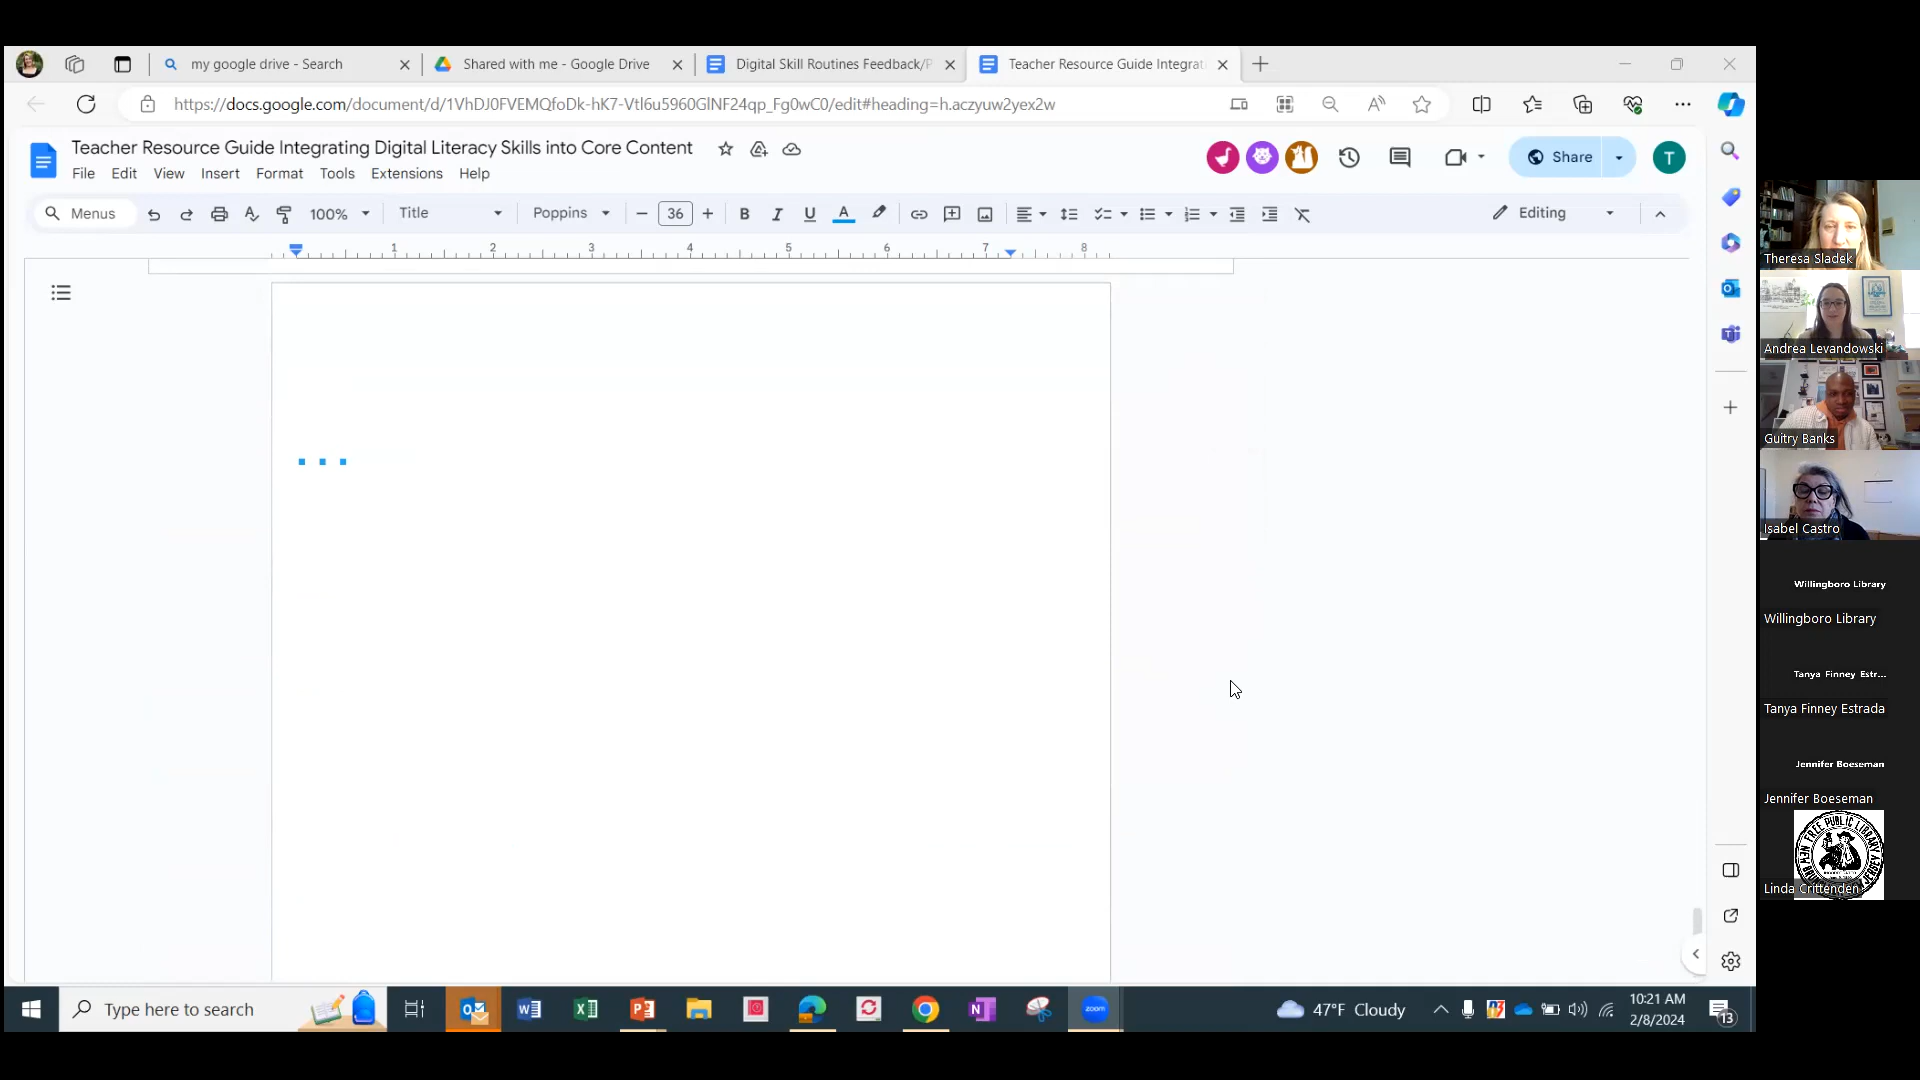 my google drive - Search
Shared with me - Google Drive
Digital Skill Routines Feedback/P
Teacher Resource Guide Integrat
https://docs.google.com/document/d/1VhDJ0FVEMQfoDk-hK7-Vtl6u5960GlNF24qp_Fg0wC0/edit#heading=h.aczyuw2yex2w
Teacher Resource Guide Integrating Digital Literacy Skills into Core Content
File Edit View Insert Format Tools Extensions Help
Share
T
Menus 100% Title Poppins 36 B I U A Editing
1 2 3 4 5 6 7 8
Theresa Sladek
Andrea Levandowski
Guitry Banks
Isabel Castro
Willingboro Library
Willingboro Library
Tanya Finney Estr...
Tanya Finney Estrada
Jennifer Boeseman
Jennifer Boeseman
FREE PUBLIC LIBRARY
Linda Crittenden
Type here to search
zoom
47°F Cloudy
10:21 AM
2/8/2024
13